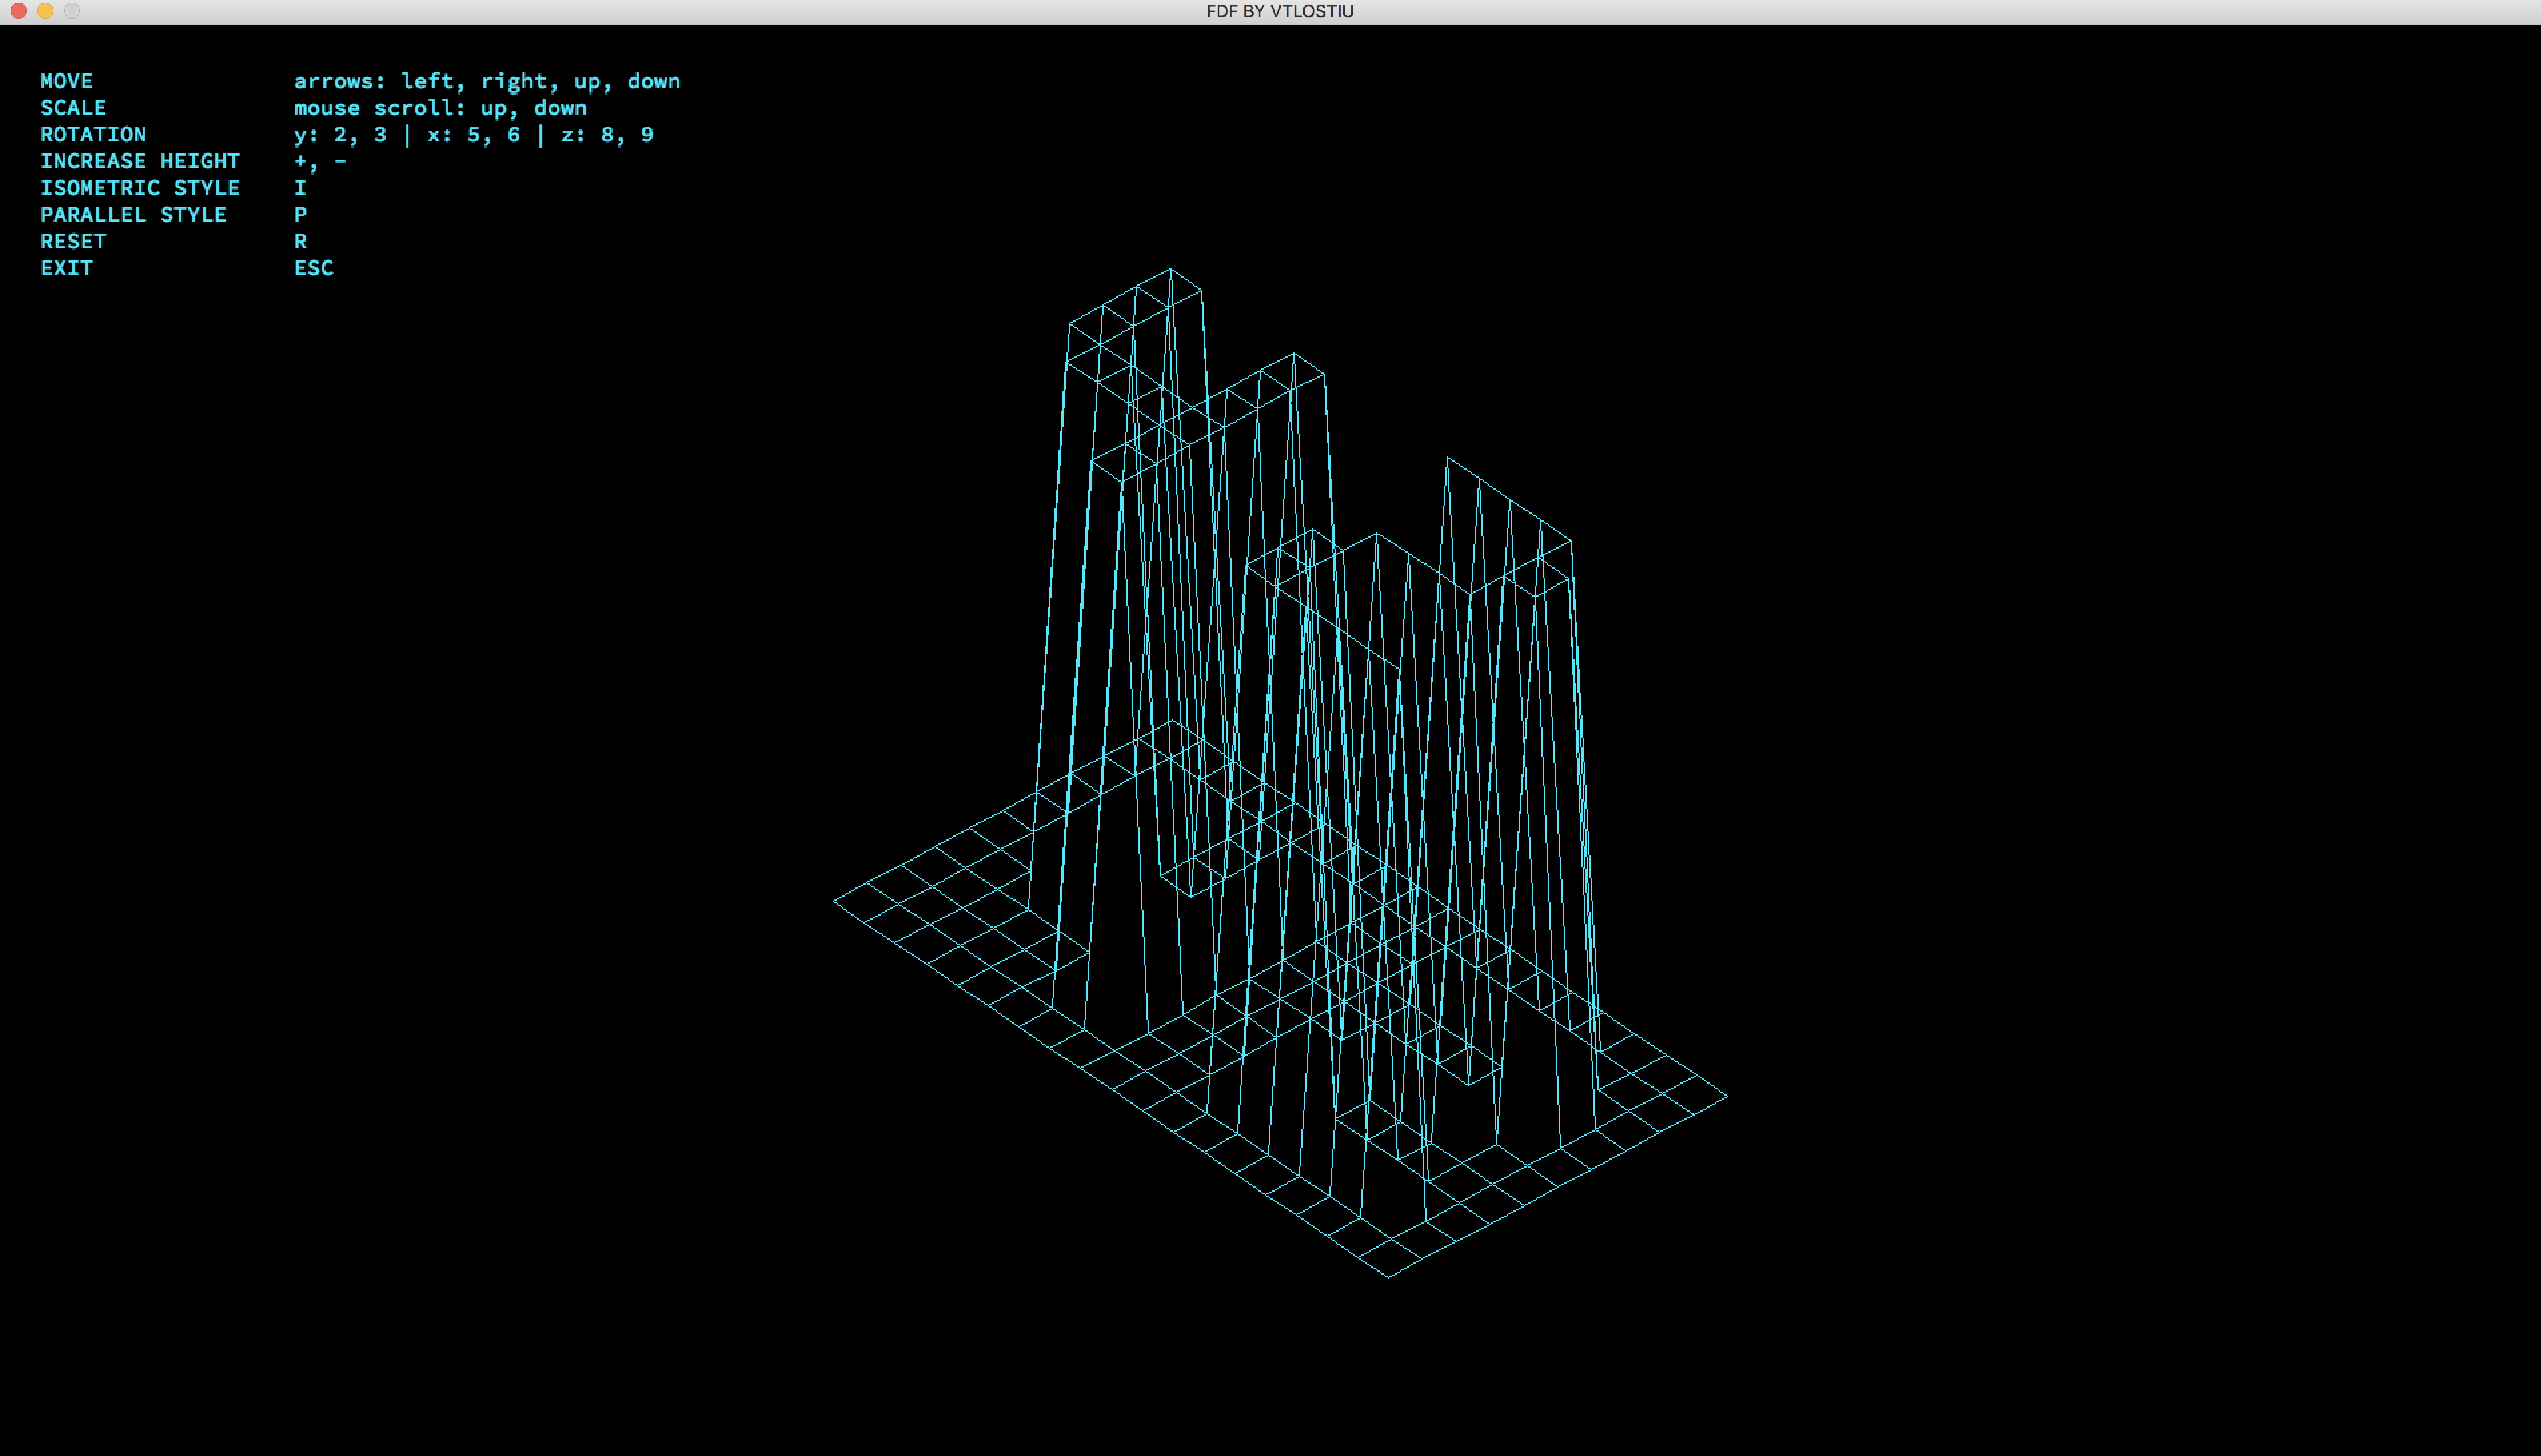 FDF BY VTLOSTIU
MOVE arrows: left, right, up, down
SCALE mouse scroll: up, down
ROTATION y: 2, 3 | x: 5, 6 | z: 8, 9
INCREASE HEIGHT +, -
ISOMETRIC STYLE I
PARALLEL STYLE P
RESET R
EXIT ESC